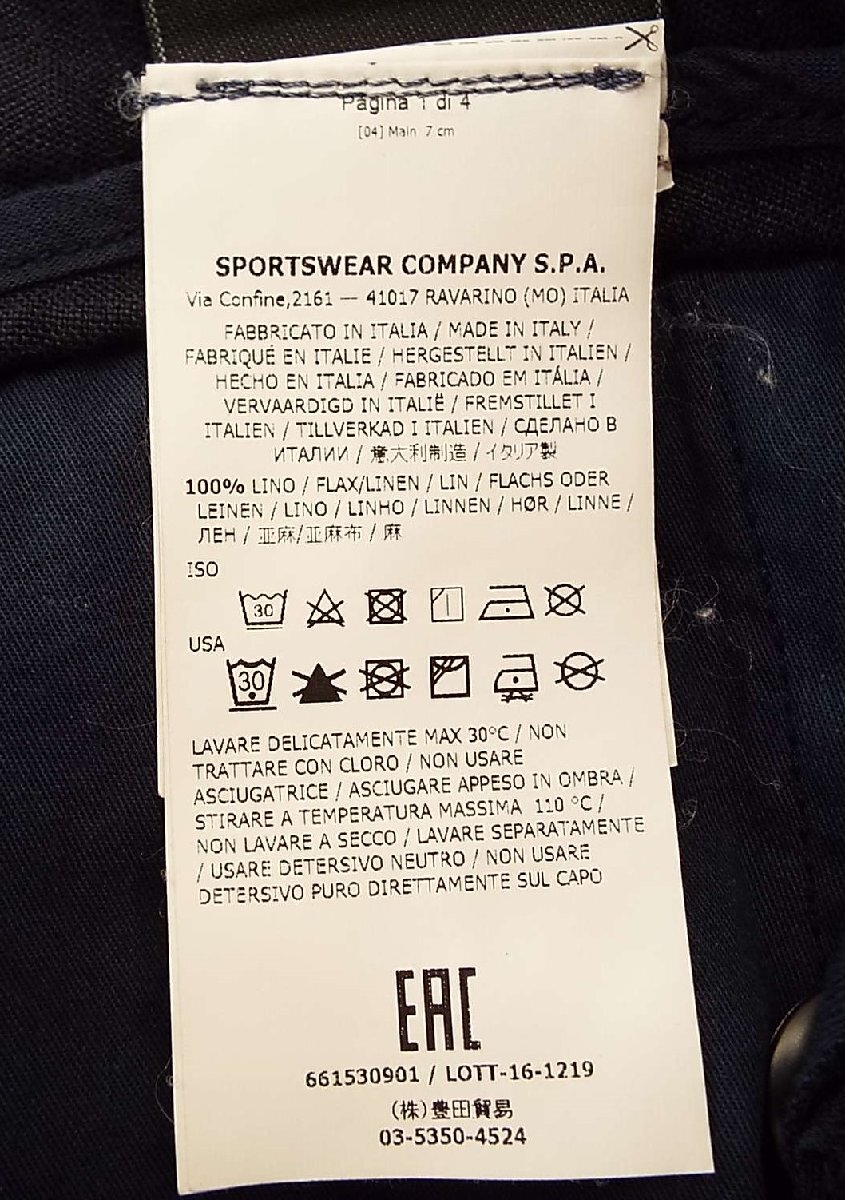 Pagina 1 di 4
[04] Main 7 cm
SPORTSWEAR COMPANY S.P.A.
Via Confine,2161 — 41017 RAVARINO (MO) ITALIA
FABBRICATO IN ITALIA / MADE IN ITALY /
FABRIQUÉ EN ITALIE / HERGESTELLT IN ITALIEN /
HECHO EN ITALIA / FABRICADO EM ITÁLIA /
VERVAARDIGD IN ITALIË / FREMSTILLET I
ITALIEN / TILLVERKAD I ITALIEN / СДЕЛАНО В
ИТАЛИИ / 意大利制造 / イタリア製
100% LINO / FLAX/LINEN / LIN / FLACHS ODER
LEINEN / LINO / LINHO / LINNEN / HØR / LINNE /
ЛЕН / 亚麻/亚麻布 / 麻
ISO
30
USA
30
LAVARE DELICATAMENTE MAX 30°C / NON
TRATTARE CON CLORO / NON USARE
ASCIUGATRICE / ASCIUGARE APPESO IN OMBRA /
STIRARE A TEMPERATURA MASSIMA 110 °C /
NON LAVARE A SECCO / LAVARE SEPARATAMENTE
/ USARE DETERSIVO NEUTRO / NON USARE
DETERSIVO PURO DIRETTAMENTE SUL CAPO
EAC
661530901 / LOTT-16-1219
(株)豊田貿易
03-5350-4524